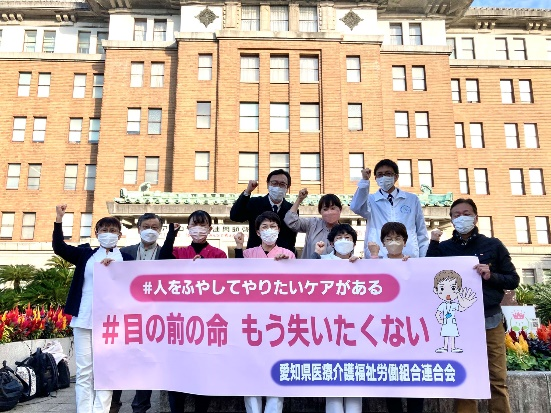 #人をふやしてやりたいケアがある
#目の前の命 もう失いたくない
愛知県医療介護福祉労働組合連合会